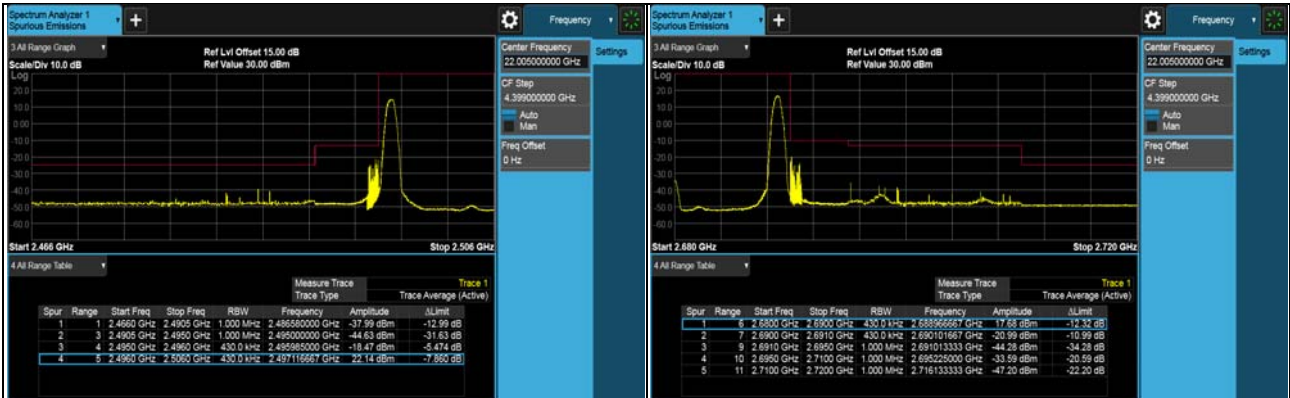 Spectrum Analyzer 1
Spurious Emissions
+
Frequency
3 All Range Graph
Ref Lvl Offset 15.00 dB
Scale/Div 10.0 dB
Ref Value 30.00 dBm
Log
20.0
10.0
0.00
-10.0
-20.0
-30.0
-40.0
-50.0
-60.0
Start 2.466 GHz
Stop 2.506 GHz
Center Frequency
22.005000000 GHz
Settings
CF Step
4.399000000 GHz
Auto
Man
Freq Offset
0 Hz
4 All Range Table
Measure Trace Trace 1
Trace Type Trace Average (Active)
Spur Range Start Freq Stop Freq RBW Frequency Amplitude ΔLimit
1 1 2.4660 GHz 2.4905 GHz 1.000 MHz 2.486580000 GHz -37.99 dBm -12.99 dB
2 3 2.4905 GHz 2.4950 GHz 1.000 MHz 2.495000000 GHz -44.63 dBm -31.63 dB
3 4 2.4950 GHz 2.4960 GHz 430.0 kHz 2.495985000 GHz -18.47 dBm -5.474 dB
4 5 2.4960 GHz 2.5060 GHz 430.0 kHz 2.497116667 GHz 22.14 dBm -7.860 dB
Spectrum Analyzer 1
Spurious Emissions
+
Frequency
3 All Range Graph
Ref Lvl Offset 15.00 dB
Scale/Div 10.0 dB
Ref Value 30.00 dBm
Log
20.0
10.0
0.00
-10.0
-20.0
-30.0
-40.0
-50.0
-60.0
Start 2.680 GHz
Stop 2.720 GHz
Center Frequency
22.005000000 GHz
Settings
CF Step
4.399000000 GHz
Auto
Man
Freq Offset
0 Hz
4 All Range Table
Measure Trace Trace 1
Trace Type Trace Average (Active)
Spur Range Start Freq Stop Freq RBW Frequency Amplitude ΔLimit
1 6 2.6800 GHz 2.6900 GHz 430.0 kHz 2.688966667 GHz 17.68 dBm -12.32 dB
2 7 2.6900 GHz 2.6910 GHz 430.0 kHz 2.690101667 GHz -20.99 dBm -10.99 dB
3 9 2.6910 GHz 2.6950 GHz 1.000 MHz 2.691013333 GHz -44.28 dBm -34.28 dB
4 10 2.6950 GHz 2.7100 GHz 1.000 MHz 2.695225000 GHz -33.59 dBm -20.59 dB
5 11 2.7100 GHz 2.7200 GHz 1.000 MHz 2.716133333 GHz -47.20 dBm -22.20 dB